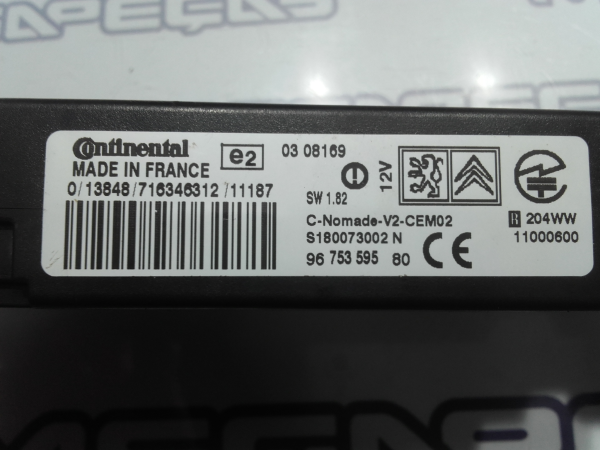 Continental
MADE IN FRANCE
e2
03 08169
0/13848/716346312/11187
SW 1.82
12V
C-Nomade-V2-CEM02
S180073002 N
96 753 595 80
CE
R 204WW
11000600